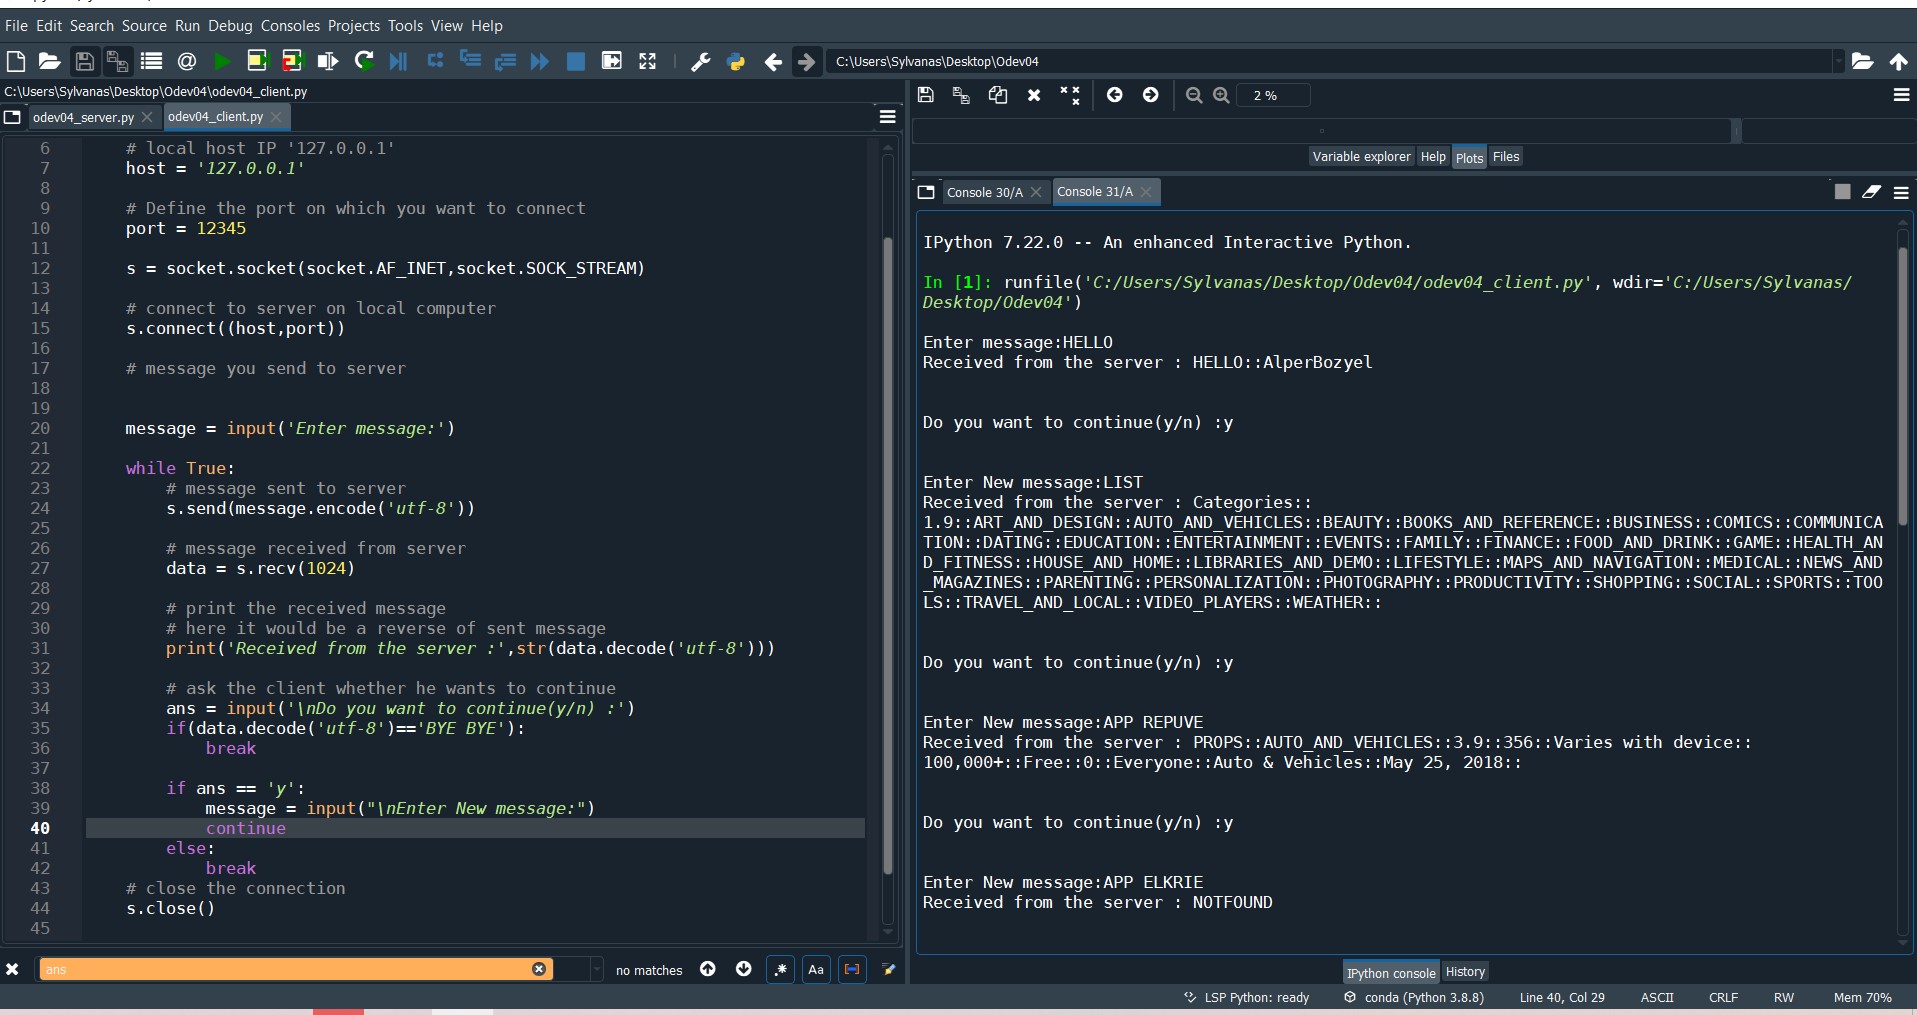 File Edit Search Source Run Debug Consoles Projects Tools View Help
C:\Users\Sylvanas\Desktop\Odev04
C:\Users\Sylvanas\Desktop\Odev04\odev04_client.py
odev04_server.py
odev04_client.py
6 # local host IP '127.0.0.1'
7 host = '127.0.0.1'
8
9 # Define the port on which you want to connect
10 port = 12345
11
12 s = socket.socket(socket.AF_INET,socket.SOCK_STREAM)
13
14 # connect to server on local computer
15 s.connect((host,port))
16
17 # message you send to server
18
19
20 message = input('Enter message:')
21
22 while True:
23 # message sent to server
24 s.send(message.encode('utf-8'))
25
26 # message received from server
27 data = s.recv(1024)
28
29 # print the received message
30 # here it would be a reverse of sent message
31 print('Received from the server :',str(data.decode('utf-8')))
32
33 # ask the client whether he wants to continue
34 ans = input('\nDo you want to continue(y/n) :')
35 if(data.decode('utf-8')=='BYE BYE'):
36 break
37
38 if ans == 'y':
39 message = input("\nEnter New message:")
40 continue
41 else:
42 break
43 # close the connection
44 s.close()
45
ans
no matches
.*
Aa
2 %
Variable explorer Help Plots Files
Console 30/A
Console 31/A
IPython 7.22.0 -- An enhanced Interactive Python.
In [1]: runfile('C:/Users/Sylvanas/Desktop/Odev04/odev04_client.py', wdir='C:/Users/Sylvanas/
Desktop/Odev04')
Enter message:HELLO
Received from the server : HELLO::AlperBozyel
Do you want to continue(y/n) :y
Enter New message:LIST
Received from the server : Categories::
1.9::ART_AND_DESIGN::AUTO_AND_VEHICLES::BEAUTY::BOOKS_AND_REFERENCE::BUSINESS::COMICS::COMMUNICA
TION::DATING::EDUCATION::ENTERTAINMENT::EVENTS::FAMILY::FINANCE::FOOD_AND_DRINK::GAME::HEALTH_AN
D_FITNESS::HOUSE_AND_HOME::LIBRARIES_AND_DEMO::LIFESTYLE::MAPS_AND_NAVIGATION::MEDICAL::NEWS_AND
_MAGAZINES::PARENTING::PERSONALIZATION::PHOTOGRAPHY::PRODUCTIVITY::SHOPPING::SOCIAL::SPORTS::TOO
LS::TRAVEL_AND_LOCAL::VIDEO_PLAYERS::WEATHER::
Do you want to continue(y/n) :y
Enter New message:APP REPUVE
Received from the server : PROPS::AUTO_AND_VEHICLES::3.9::356::Varies with device::
100,000+::Free::0::Everyone::Auto & Vehicles::May 25, 2018::
Do you want to continue(y/n) :y
Enter New message:APP ELKRIE
Received from the server : NOTFOUND
IPython console History
LSP Python: ready conda (Python 3.8.8) Line 40, Col 29 ASCII CRLF RW Mem 70%